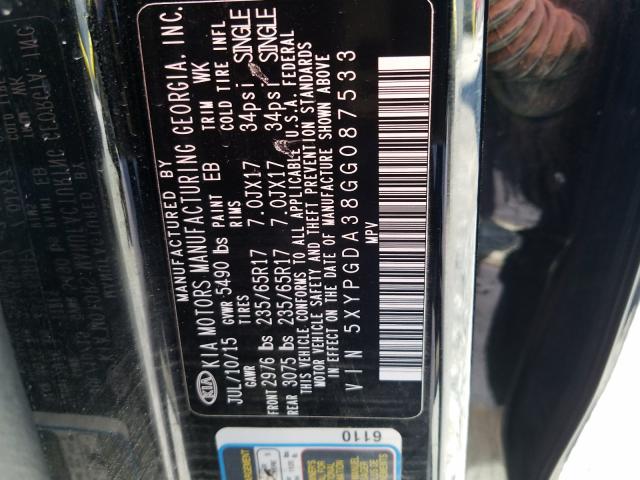 MANUFACTURED BY
KIA KIA MOTORS MANUFACTURING GEORGIA, INC.
JUL/10/15 GVWR 5490 lbs PAINT EB TRIM WK
GAWR TIRES RIMS COLD TIRE INFL
FRONT 2976 lbs 235/65R17 7.0JX17 34psi SINGLE
REAR 3075 lbs 235/65R17 7.0JX17 34psi SINGLE
THIS VEHICLE CONFORMS TO ALL APPLICABLE U.S.A. FEDERAL
MOTOR VEHICLE SAFETY AND THEFT PREVENTION STANDARDS
IN EFFECT ON THE DATE OF MANUFACTURE SHOWN ABOVE
VIN 5XYPGDA38GG087533
MPV
6110